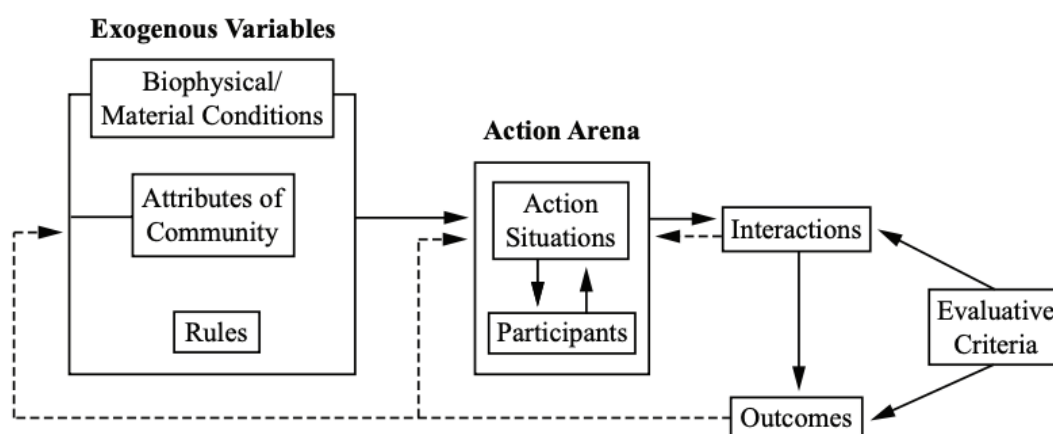 Exogenous Variables
Biophysical/
Material Conditions
Attributes of
Community
Rules
Action Arena
Action
Situations
Participants
Interactions
Outcomes
Evaluative
Criteria